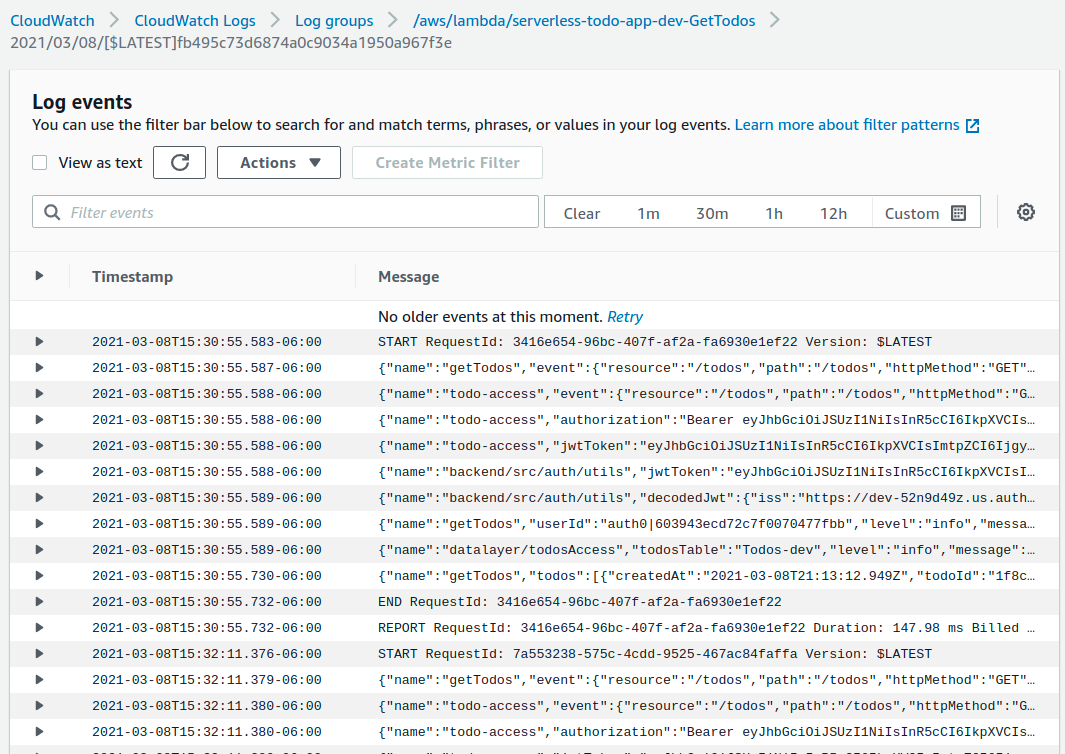 CloudWatch > CloudWatch Logs > Log groups > /aws/lambda/serverless-todo-app-dev-GetTodos >
2021/03/08/[$LATEST]fb495c73d6874a0c9034a1950a967f3e
Log events
You can use the filter bar below to search for and match terms, phrases, or values in your log events. Learn more about filter patterns
View as text Actions Create Metric Filter
Filter events Clear 1m 30m 1h 12h Custom
Timestamp Message
No older events at this moment. Retry
2021-03-08T15:30:55.583-06:00 START RequestId: 3416e654-96bc-407f-af2a-fa6930e1ef22 Version: $LATEST
2021-03-08T15:30:55.587-06:00 {"name":"getTodos","event":{"resource":"/todos","path":"/todos","httpMethod":"GET"…
2021-03-08T15:30:55.588-06:00 {"name":"todo-access","event":{"resource":"/todos","path":"/todos","httpMethod":"G…
2021-03-08T15:30:55.588-06:00 {"name":"todo-access","authorization":"Bearer eyJhbGciOiJSUzI1NiIsInR5cCI6IkpXVCIs…
2021-03-08T15:30:55.588-06:00 {"name":"todo-access","jwtToken":"eyJhbGciOiJSUzI1NiIsInR5cCI6IkpXVCIsImtpZCI6Ijgy…
2021-03-08T15:30:55.588-06:00 {"name":"backend/src/auth/utils","jwtToken":"eyJhbGciOiJSUzI1NiIsInR5cCI6IkpXVCIsI…
2021-03-08T15:30:55.589-06:00 {"name":"backend/src/auth/utils","decodedJwt":{"iss":"https://dev-52n9d49z.us.auth…
2021-03-08T15:30:55.589-06:00 {"name":"getTodos","userId":"auth0|603943ecd72c7f0070477fbb","level":"info","messa…
2021-03-08T15:30:55.589-06:00 {"name":"datalayer/todosAccess","todosTable":"Todos-dev","level":"info","message":…
2021-03-08T15:30:55.730-06:00 {"name":"getTodos","todos":[{"createdAt":"2021-03-08T21:13:12.949Z","todoId":"1f8c…
2021-03-08T15:30:55.732-06:00 END RequestId: 3416e654-96bc-407f-af2a-fa6930e1ef22
2021-03-08T15:30:55.732-06:00 REPORT RequestId: 3416e654-96bc-407f-af2a-fa6930e1ef22 Duration: 147.98 ms Billed …
2021-03-08T15:32:11.376-06:00 START RequestId: 7a553238-575c-4cdd-9525-467ac84faffa Version: $LATEST
2021-03-08T15:32:11.379-06:00 {"name":"getTodos","event":{"resource":"/todos","path":"/todos","httpMethod":"GET"…
2021-03-08T15:32:11.380-06:00 {"name":"todo-access","event":{"resource":"/todos","path":"/todos","httpMethod":"G…
2021-03-08T15:32:11.380-06:00 {"name":"todo-access","authorization":"Bearer eyJhbGciOiJSUzI1NiIsInR5cCI6IkpXVCIs…